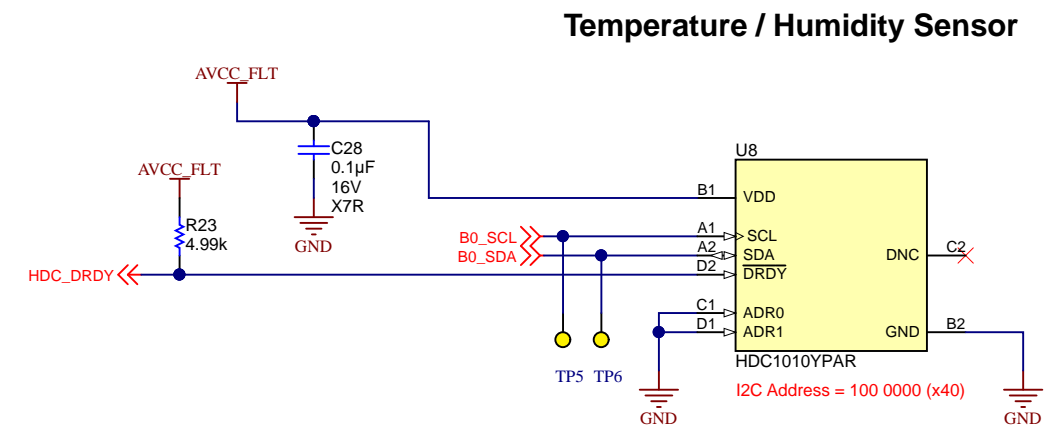 Temperature / Humidity Sensor
AVCC_FLT
C28
0.1µF
16V
X7R
GND
AVCC_FLT
R23
4.99k
HDC_DRDY
B0_SCL
B0_SDA
TP5 TP6
U8
B1 VDD
A1 SCL
A2 SDA
D2 DRDY
C1 ADR0
D1 ADR1
DNC C2
GND B2
HDC1010YPAR
I2C Address = 100 0000 (x40)
GND
GND